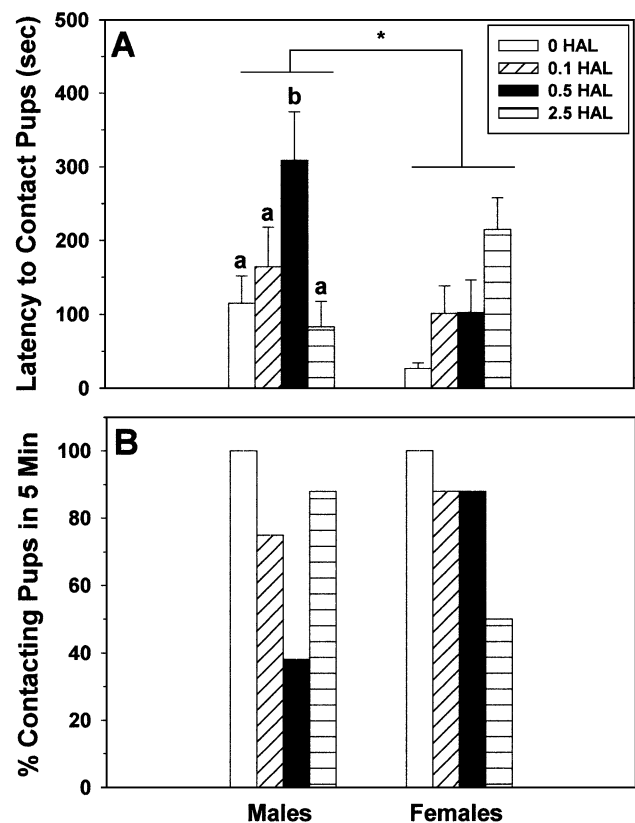 A
Latency to Contact Pups (sec)
500
400
300
200
100
0
*
0 HAL
0.1 HAL
0.5 HAL
2.5 HAL
a
a
b
a
B
% Contacting Pups in 5 Min
100
80
60
40
20
0
Males Females